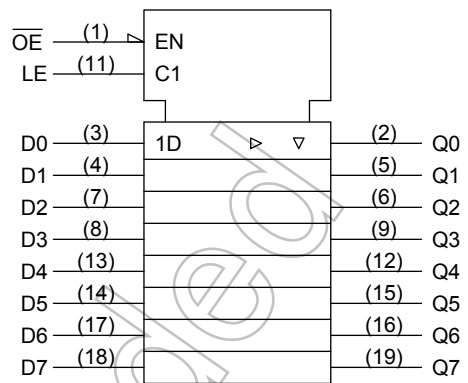 OE (1) EN
LE (11) C1
D0 (3) 1D (2) Q0
D1 (4) (5) Q1
D2 (7) (6) Q2
D3 (8) (9) Q3
D4 (13) (12) Q4
D5 (14) (15) Q5
D6 (17) (16) Q6
D7 (18) (19) Q7
ded